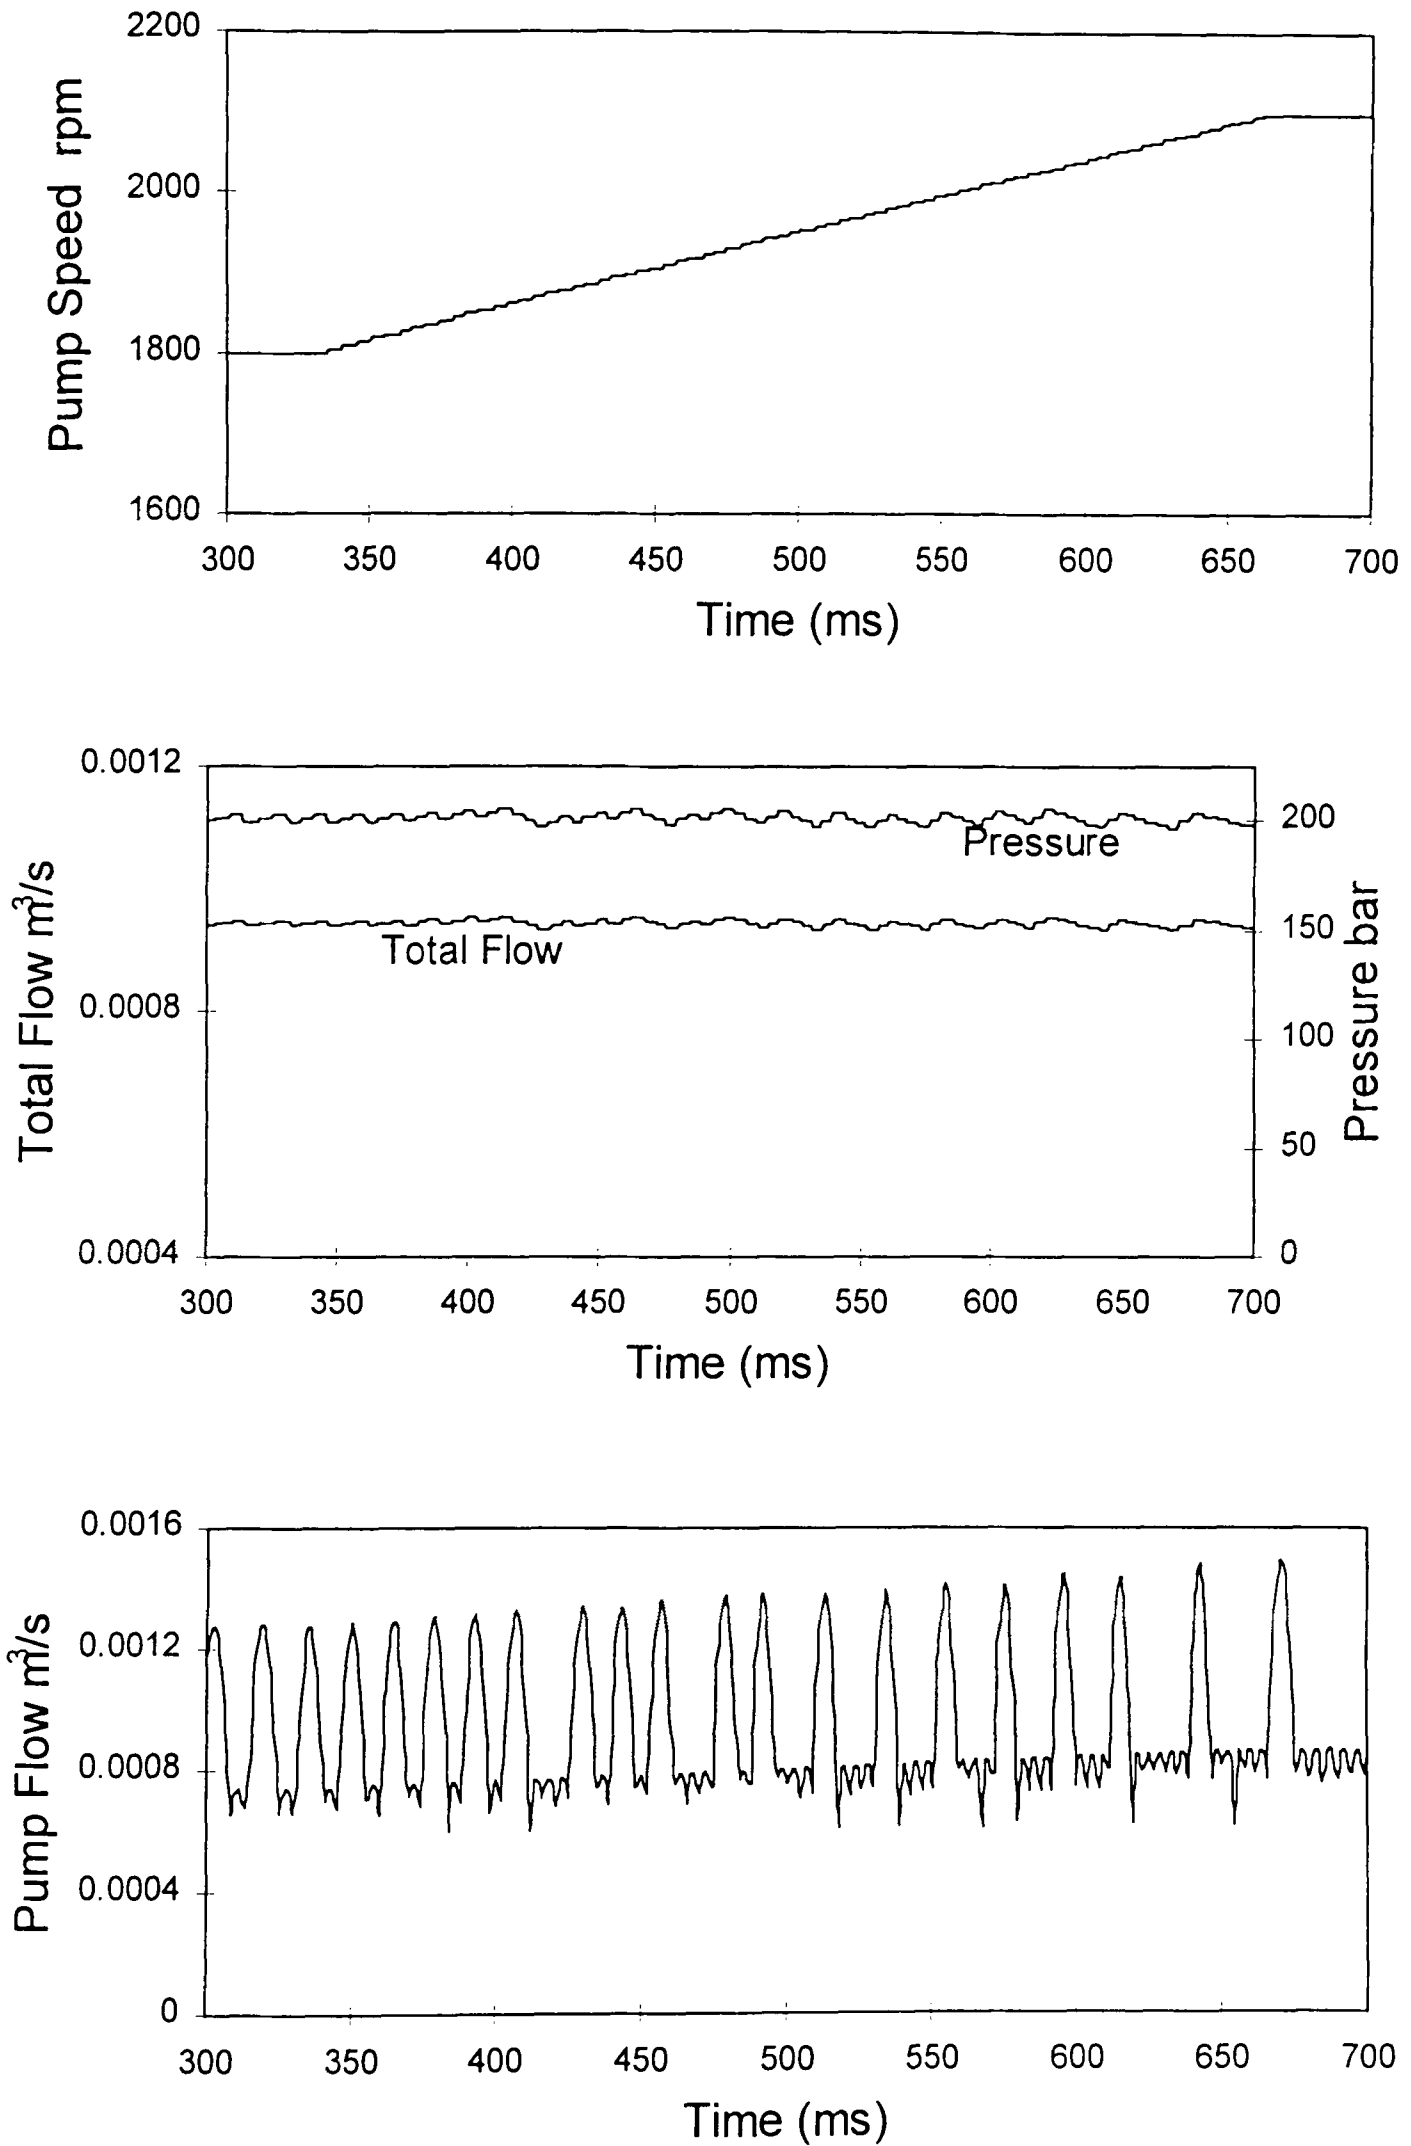 2200
2000
1800
1600
Pump Speed rpm
300 350 400 450 500 550 600 650 700
Time (ms)
0.0012
0.0008
0.0004
Total Flow m³/s
Pressure
Total Flow
200
150
100
50
0
Pressure bar
300 350 400 450 500 550 600 650 700
Time (ms)
0.0016
0.0012
0.0008
0.0004
0
Pump Flow m³/s
300 350 400 450 500 550 600 650 700
Time (ms)